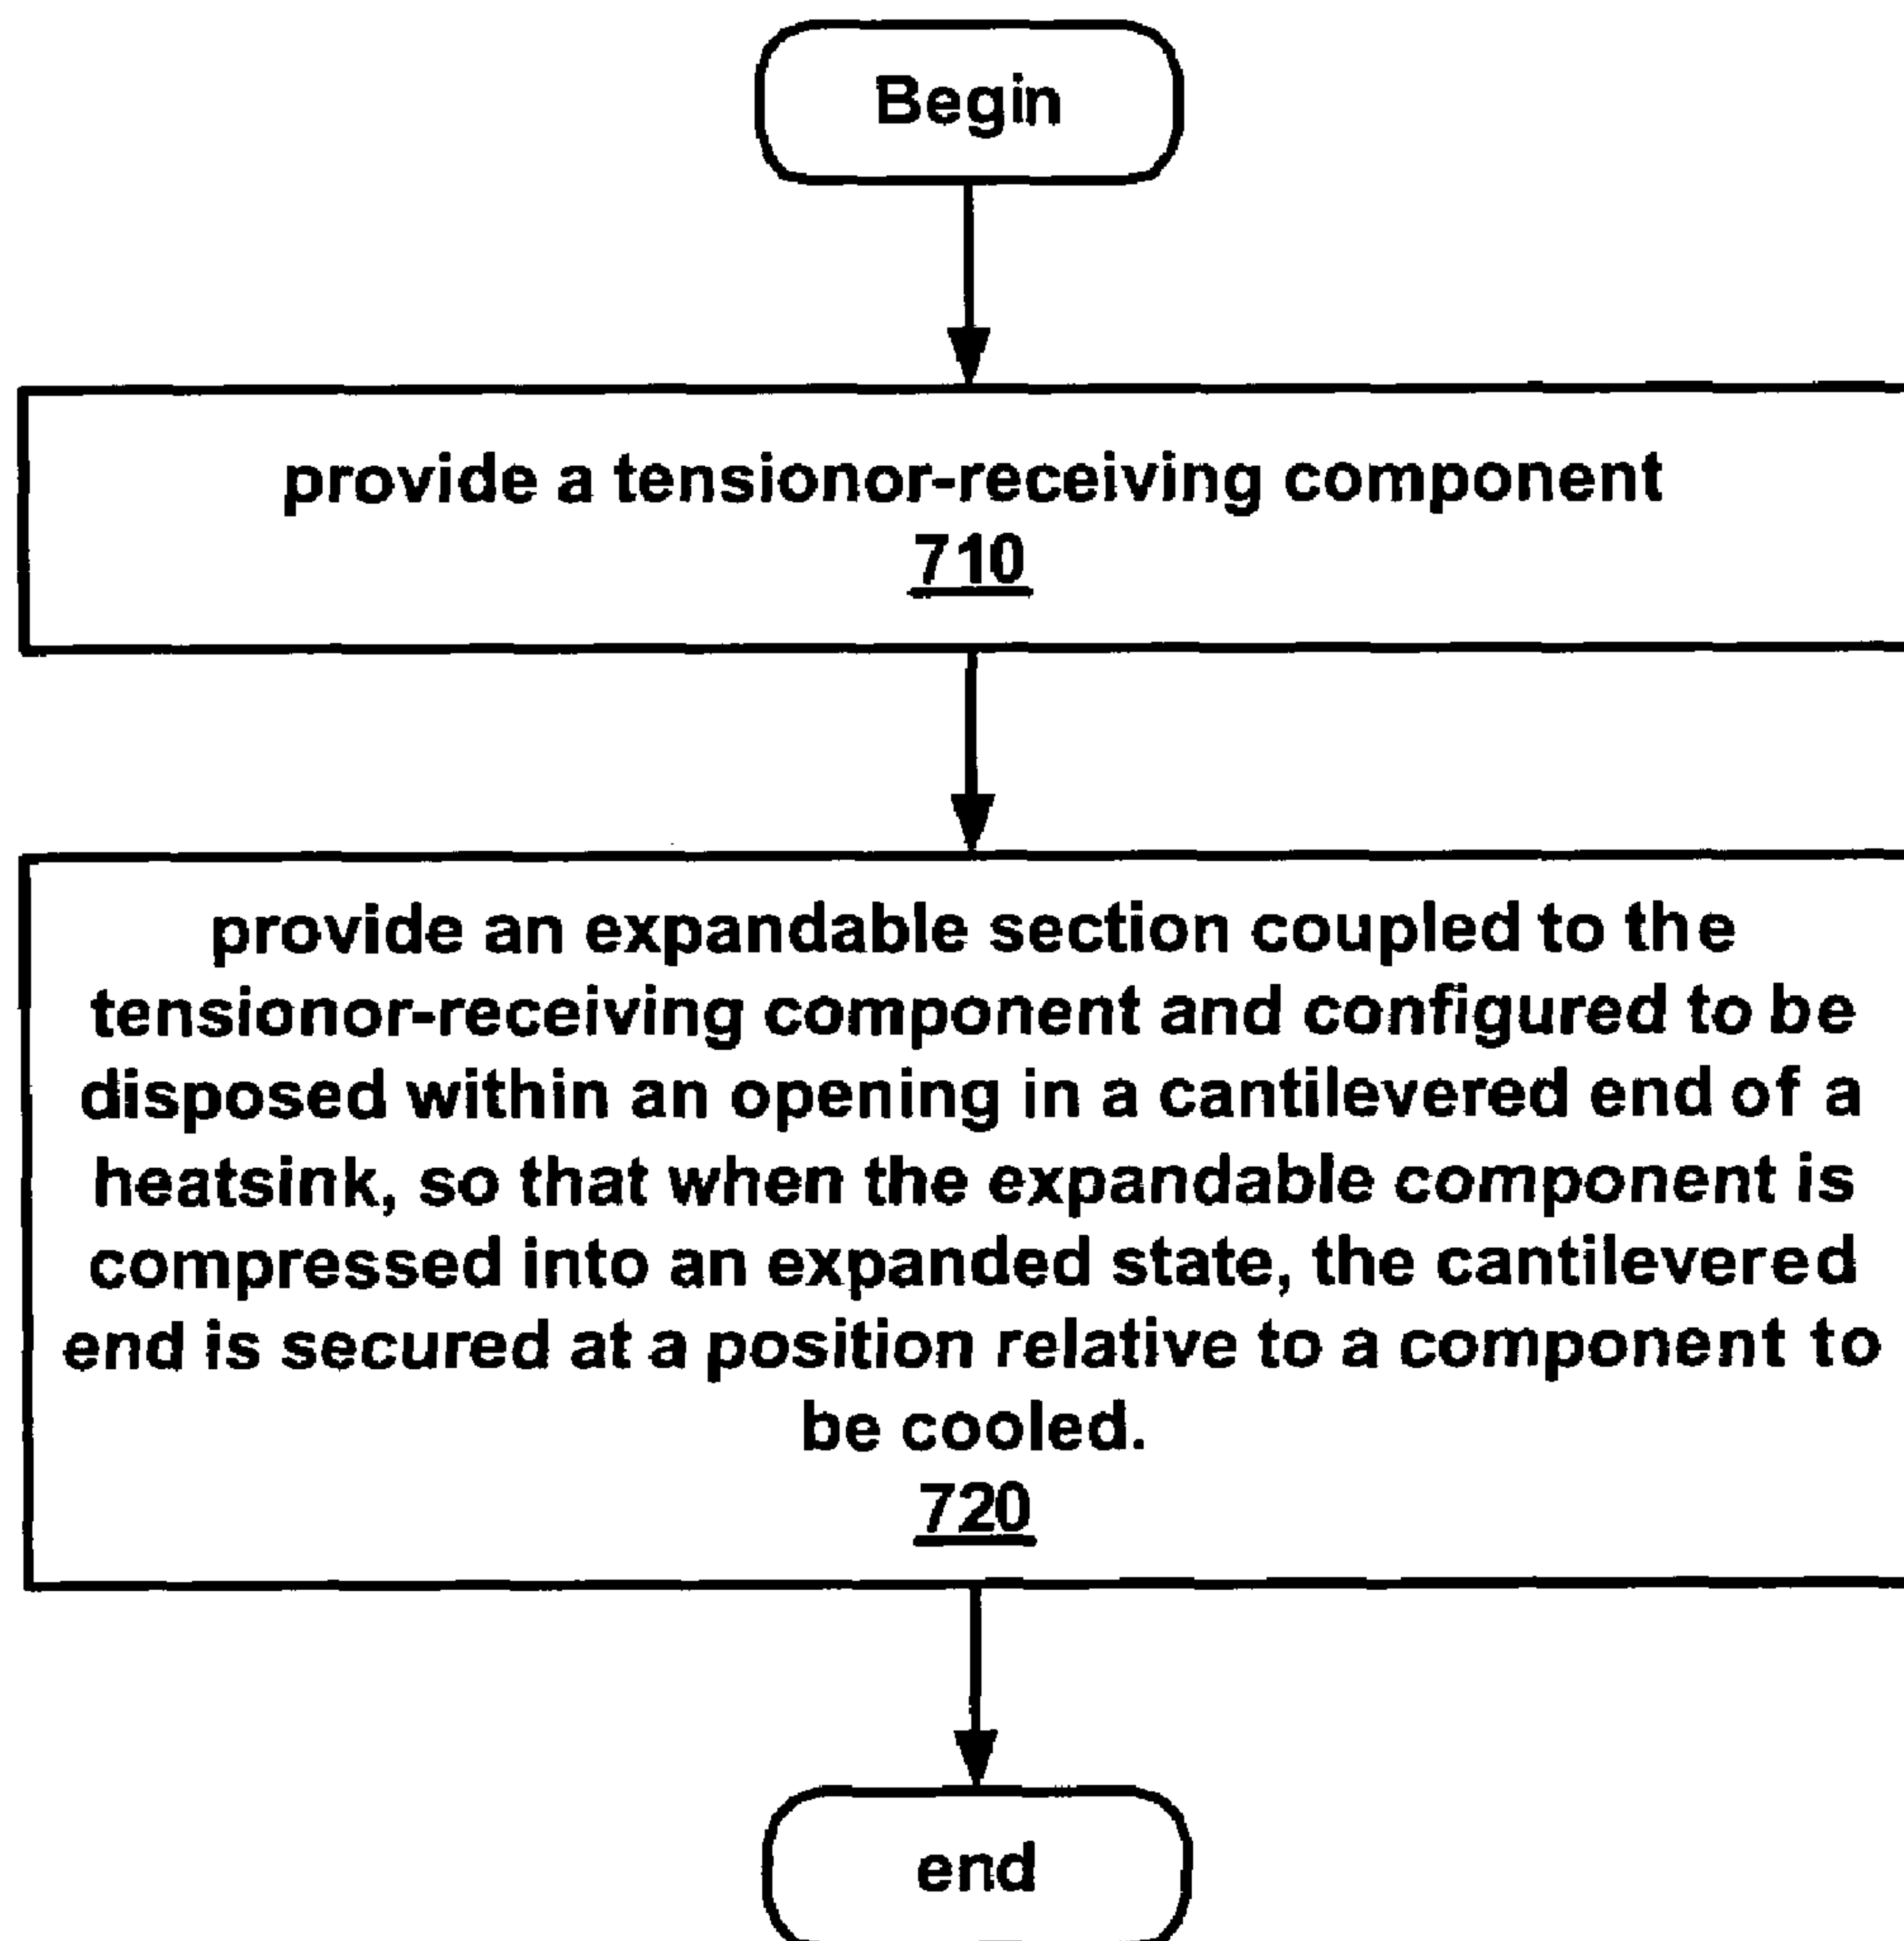 Begin
provide a tensionor-receiving component
710
provide an expandable section coupled to the
tensionor-receiving component and configured to be
disposed within an opening in a cantilevered end of a
heatsink, so that when the expandable component is
compressed into an expanded state, the cantilevered
end is secured at a position relative to a component to
be cooled.
720
end